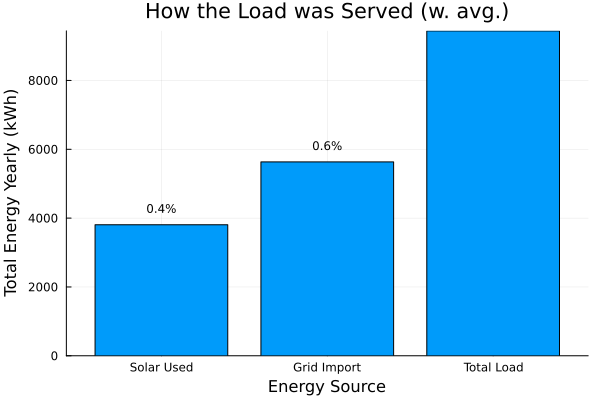 How the Load was Served (w. avg.)
Total Energy Yearly (kWh)
8000
6000
4000
2000
0
0.4%
0.6%
Solar Used
Grid Import
Total Load
Energy Source